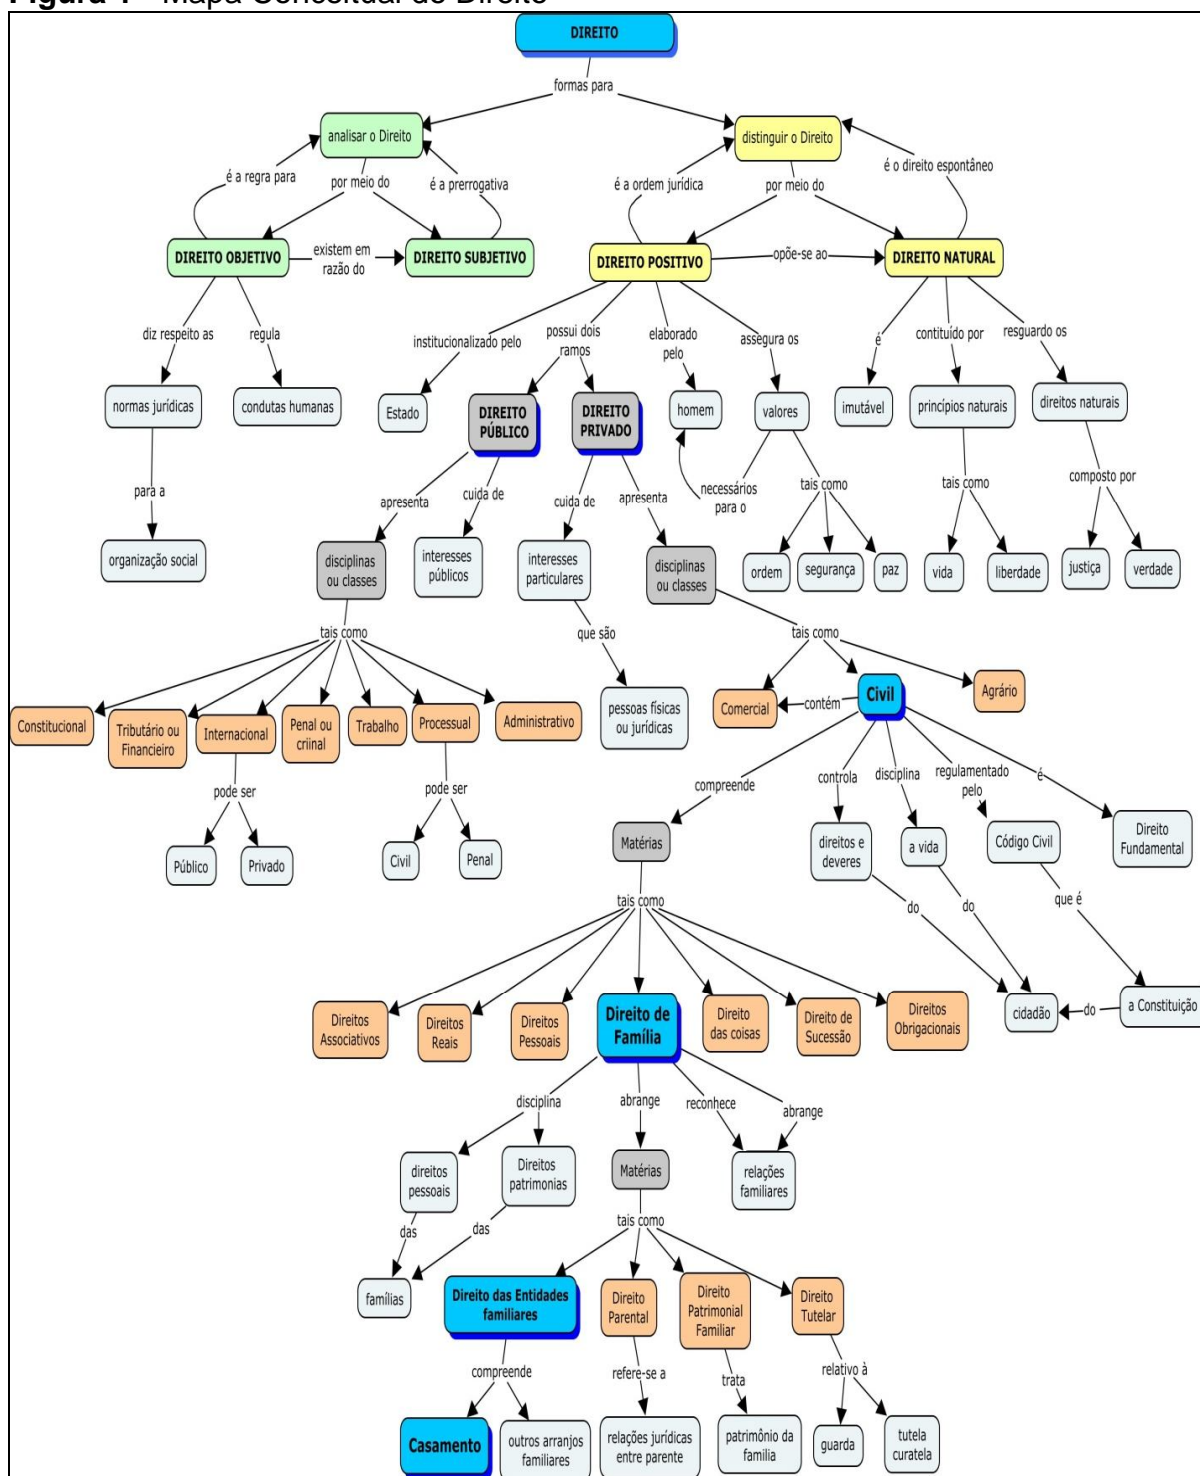 Figura 1 - Mapa Conceitual do Direito
DIREITO
formas para
analisar o Direito
distinguir o Direito
é a regra para
por meio do
é a prerrogativa
é a ordem jurídica
por meio do
é o direito espontâneo
DIREITO OBJETIVO
existem em
razão do
DIREITO SUBJETIVO
DIREITO POSITIVO
opõe-se ao
DIREITO NATURAL
diz respeito as
regula
institucionalizado pelo
possui dois
ramos
elaborado
pelo
assegura os
é
contituído por
resguardo os
normas jurídicas
condutas humanas
Estado
DIREITO
PÚBLICO
DIREITO
PRIVADO
homem
valores
imutável
princípios naturais
direitos naturais
para a
apresenta
cuida de
cuida de
apresenta
necessários
para o
tais como
tais como
composto por
organização social
disciplinas
ou classes
interesses
públicos
interesses
particulares
disciplinas
ou classes
ordem
segurança
paz
vida
liberdade
justiça
verdade
tais como
que são
tais como
Constitucional
Tributário ou
Financieiro
Internacional
Penal ou
criinal
Trabalho
Processual
Administrativo
pessoas físicas
ou jurídicas
Comercial
contém
Civil
Agrário
pode ser
pode ser
compreende
controla
disciplina
regulamentado
pelo
é
Público
Privado
Civil
Penal
Matérias
direitos e
deveres
a vida
Código Civil
Direito
Fundamental
tais como
do
do
que é
Direitos
Associativos
Direitos
Reais
Direitos
Pessoais
Direito de
Família
Direito
das coisas
Direito de
Sucessão
Direitos
Obrigacionais
cidadão
do
a Constituição
disciplina
abrange
reconhece
abrange
direitos
pessoais
Direitos
patrimonias
Matérias
relações
familiares
das
das
tais como
famílias
Direito das Entidades
familiares
Direito
Parental
Direito
Patrimonial
Familiar
Direito
Tutelar
compreende
refere-se a
trata
relativo à
Casamento
outros arranjos
familiares
relações jurídicas
entre parente
patrimônio da
familia
guarda
tutela
curatela